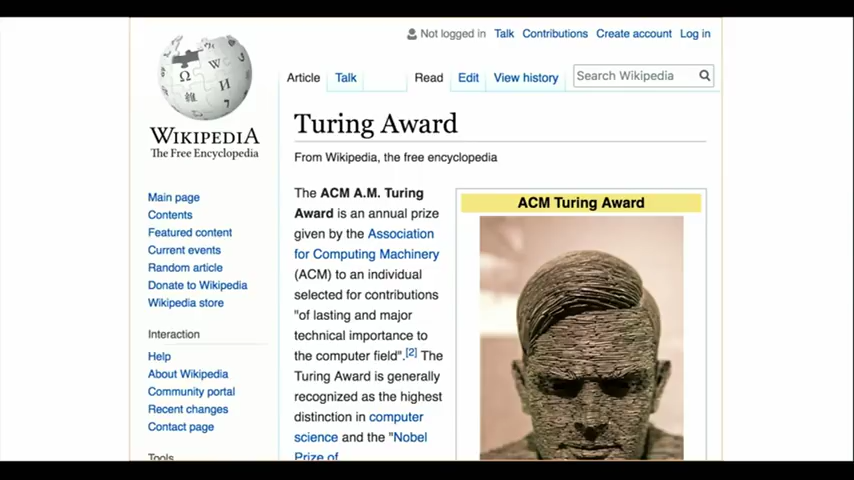 Not logged in Talk Contributions Create account Log in
Article Talk Read Edit View history Search Wikipedia
WIKIPEDIA
The Free Encyclopedia
Turing Award
From Wikipedia, the free encyclopedia
Main page
Contents
Featured content
Current events
Random article
Donate to Wikipedia
Wikipedia store
Interaction
Help
About Wikipedia
Community portal
Recent changes
Contact page
Tools
The ACM A.M. Turing
Award is an annual prize
given by the Association
for Computing Machinery
(ACM) to an individual
selected for contributions
"of lasting and major
technical importance to
the computer field".[2] The
Turing Award is generally
recognized as the highest
distinction in computer
science and the "Nobel
Prize of
ACM Turing Award